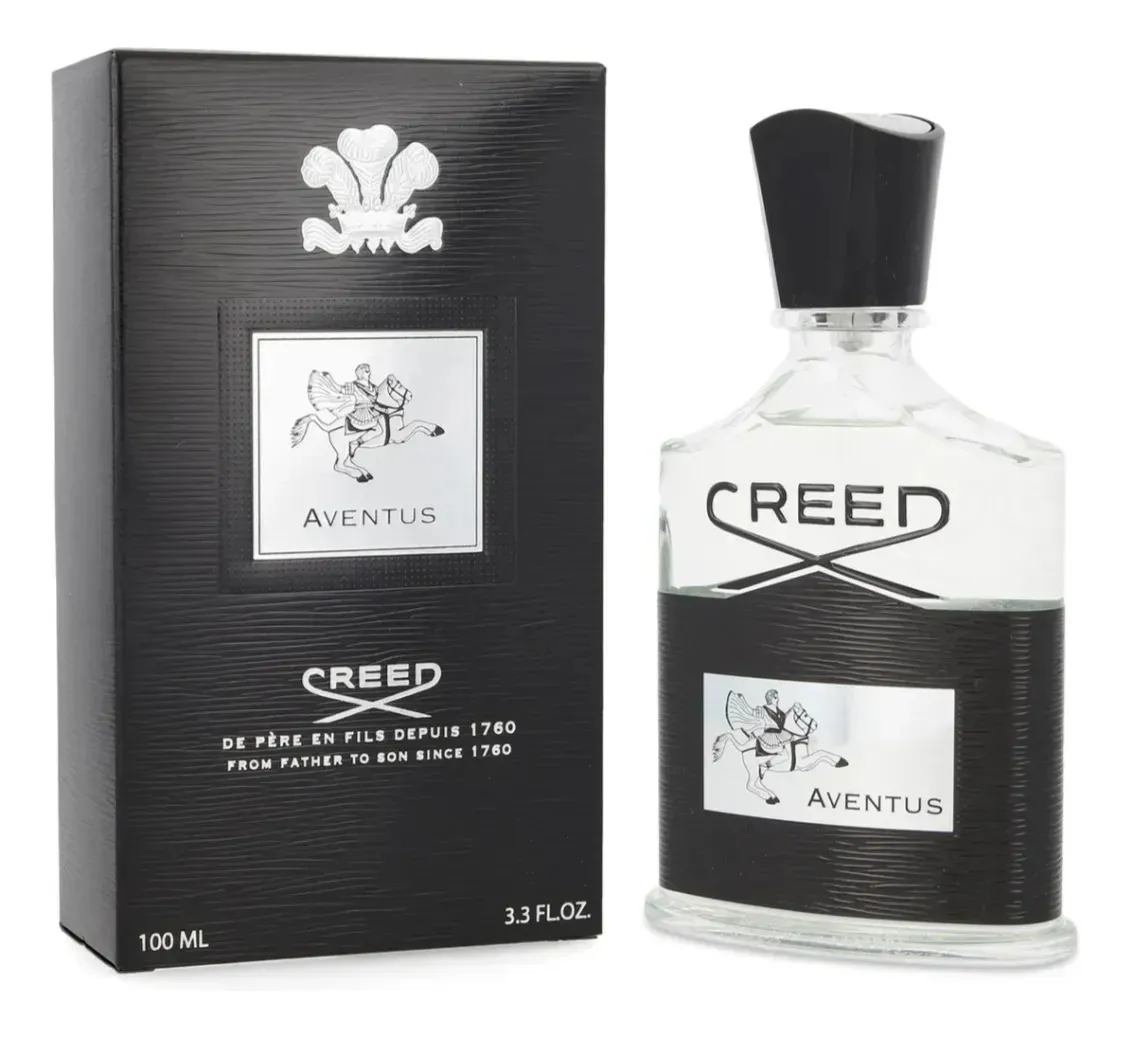 AVENTUS
CREED
DE PÈRE EN FILS DEPUIS 1760
FROM FATHER TO SON SINCE 1760
100 ML
3.3 FL.OZ.
CREED
AVENTUS